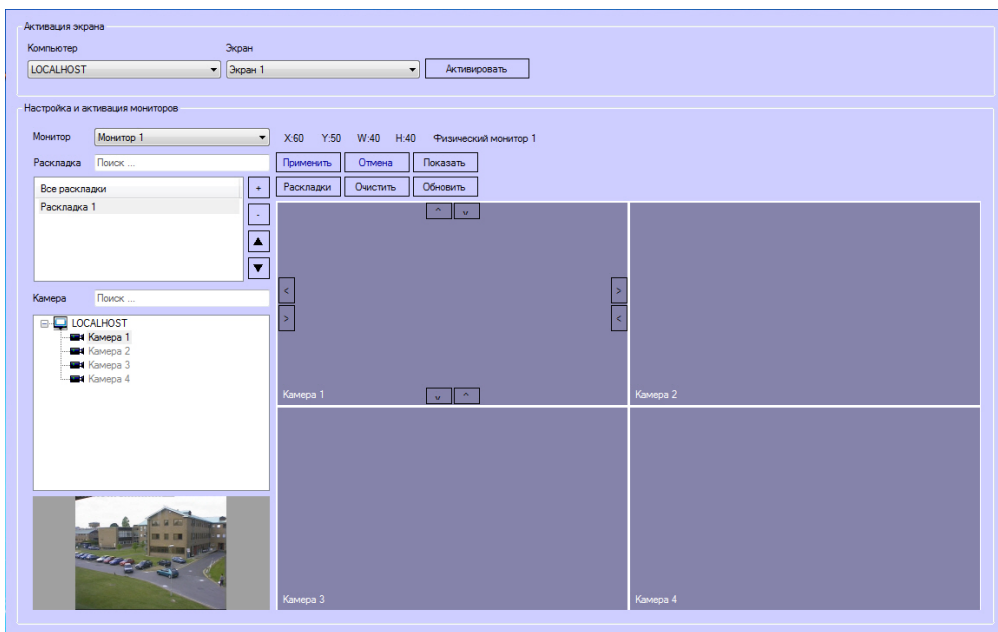 Активация экрана
Компьютер Экран
LOCALHOST Экран 1 Активировать
Настройка и активация мониторов
Монитор Монитор 1 X:60 Y:50 W:40 H:40 Физический монитор 1
Раскладка Поиск ... Применить Отмена Показать
Все раскладки + Раскладки Очистить Обновить
Раскладка 1 - ^ v
▲
▼
< >
Камера Поиск ...
> <
LOCALHOST
Камера 1
Камера 2
Камера 3
Камера 4
Камера 1 v ^ Камера 2
Камера 3 Камера 4